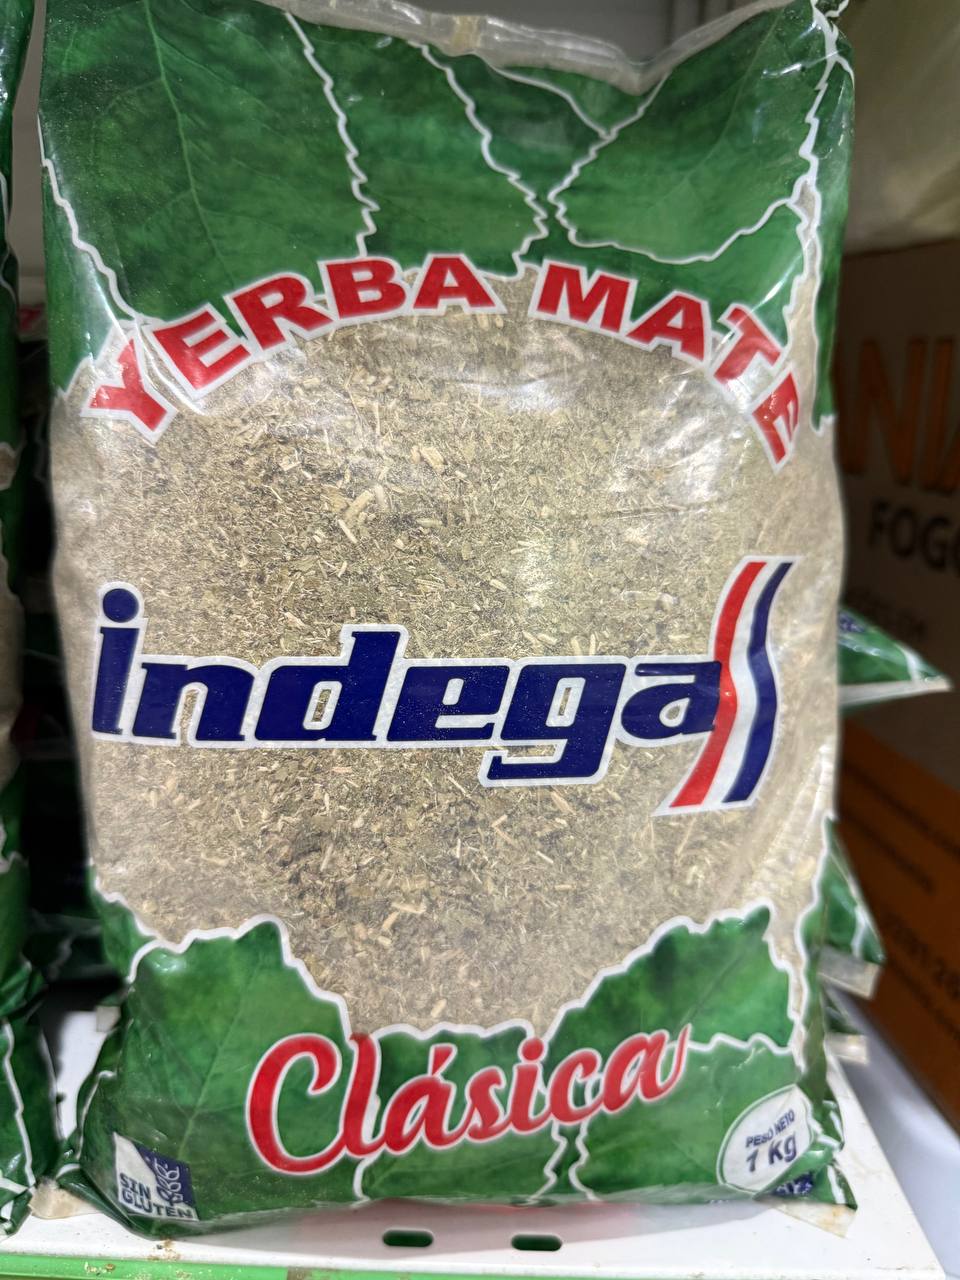 YERBA MATE
indega
Clásica
SIN
GLUTEN
PESO NETO
1 Kg